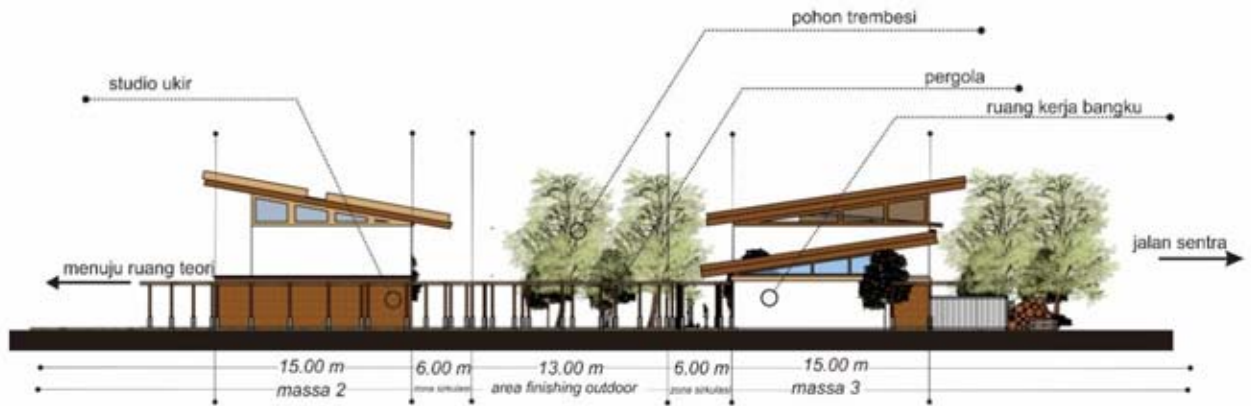 pohon trembesi
studio ukir
pergola
ruang kerja bangku
jalan sentra
menuju ruang teori
15.00 m 6.00 m 13.00 m 6.00 m 15.00 m
massa 2 zona sirkulasi area finishing outdoor zona sirkulasi massa 3